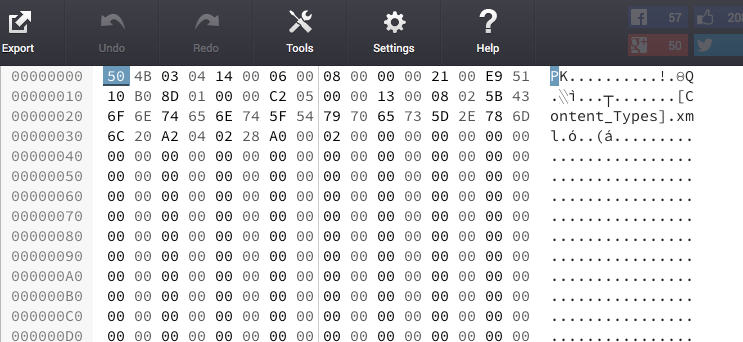 Export Undo Redo Tools Settings Help 57 208 50
00000000 50 4B 03 04 14 00 06 00 08 00 00 00 21 00 E9 51 PK..........!.ΘQ
00000010 10 B0 8D 01 00 00 C2 05 00 00 13 00 08 02 5B 43 .░ì...┬.......[C
00000020 6F 6E 74 65 6E 74 5F 54 79 70 65 73 5D 2E 78 6D ontent_Types].xm
00000030 6C 20 A2 04 02 28 A0 00 02 00 00 00 00 00 00 00 l.ó..(á.........
00000040 00 00 00 00 00 00 00 00 00 00 00 00 00 00 00 00 ................
00000050 00 00 00 00 00 00 00 00 00 00 00 00 00 00 00 00 ................
00000060 00 00 00 00 00 00 00 00 00 00 00 00 00 00 00 00 ................
00000070 00 00 00 00 00 00 00 00 00 00 00 00 00 00 00 00 ................
00000080 00 00 00 00 00 00 00 00 00 00 00 00 00 00 00 00 ................
00000090 00 00 00 00 00 00 00 00 00 00 00 00 00 00 00 00 ................
000000A0 00 00 00 00 00 00 00 00 00 00 00 00 00 00 00 00 ................
000000B0 00 00 00 00 00 00 00 00 00 00 00 00 00 00 00 00 ................
000000C0 00 00 00 00 00 00 00 00 00 00 00 00 00 00 00 00 ................
000000D0 00 00 00 00 00 00 00 00 00 00 00 00 00 00 00 00 ................